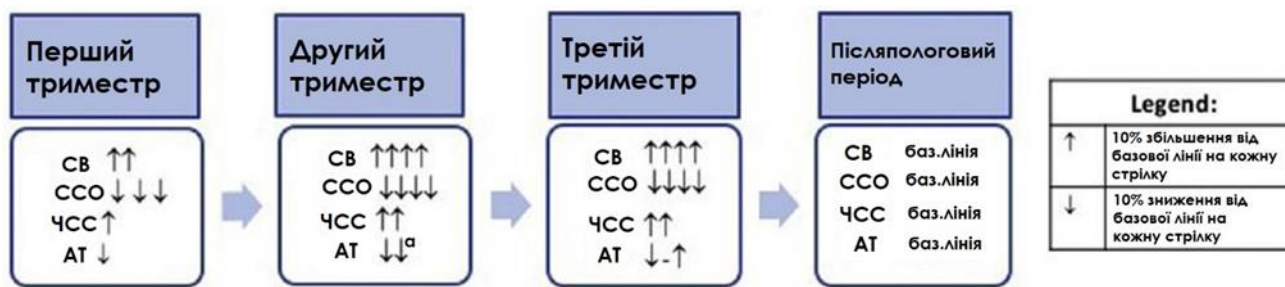 Перший
триместр
СВ ↑↑
ССО ↓ ↓ ↓
ЧСС ↑
АТ ↓
Другий
триместр
СВ ↑↑↑↑
ССО ↓↓↓↓
ЧСС ↑↑
АТ ↓↓a
Третій
триместр
СВ ↑↑↑↑
ССО ↓↓↓↓
ЧСС ↑↑
АТ ↓-↑
Післяпологовий
період
СВ баз.лінія
ССО баз.лінія
ЧСС баз.лінія
АТ баз.лінія
Legend:
↑ 10% збільшення від
базової лінії на кожну
стрілку
↓ 10% зниження від
базової лінії на
кожну стрілку